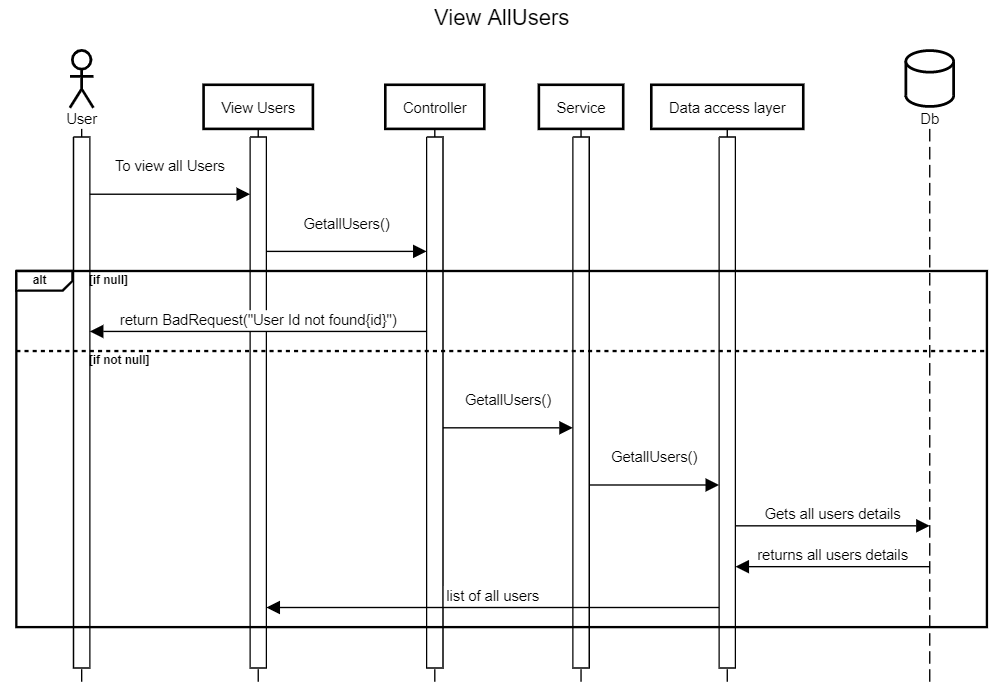 View AllUsers
User
View Users
Controller
Service
Data access layer
Db
To view all Users
GetallUsers()
alt
[if null]
return BadRequest("User Id not found{id}")
[if not null]
GetallUsers()
GetallUsers()
Gets all users details
returns all users details
list of all users